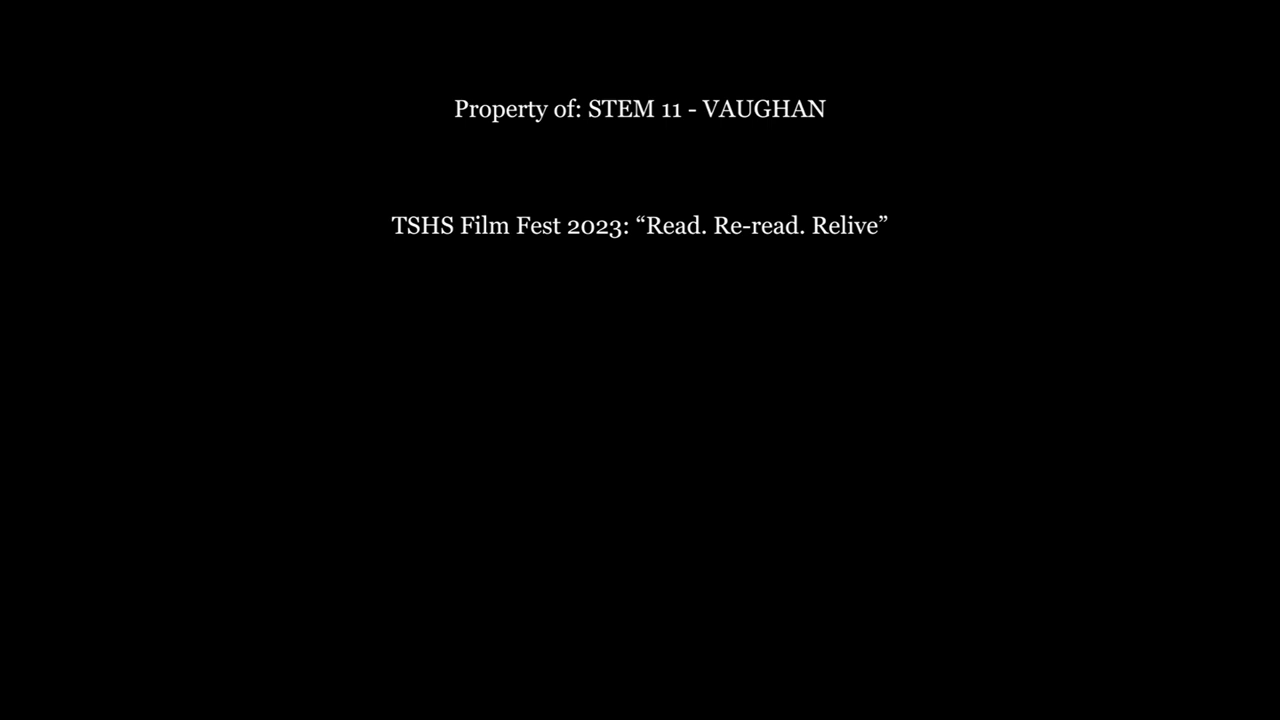 Property of: STEM 11 - VAUGHAN
TSHS Film Fest 2023: “Read. Re-read. Relive”